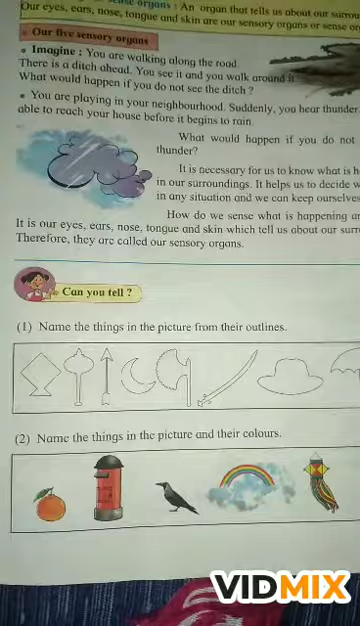 sense organs : An organ that tells us about our
Our eyes, ears, nose, tongue and skin are our sensory organs or sense
Our five sensory organs
• Imagine : You are walking along the road.
There is a ditch ahead. You see it and you walk around it.
What would happen if you do not see the ditch ?
• You are playing in your neighbourhood. Suddenly, you hear thunder
able to reach your house before it begins to rain.
What would happen if you do not
thunder?
It is necessary for us to know what is
in our surroundings. It helps us to decide
in any situation and we can keep ourselves
How do we sense what is happening
It is our eyes, ears, nose, tongue and skin which tell us about our
Therefore, they are called our sensory organs.
Can you tell ?
(1) Name the things in the picture from their outlines.
(2) Name the things in the picture and their colours.
VIDMIX